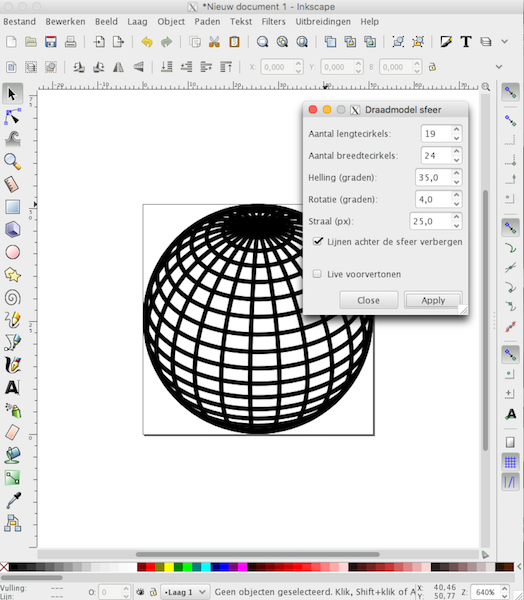 *Nieuw document 1 - Inkscape
Bestand Bewerken Beeld Laag Object Paden Tekst Filters Uitbreidingen Help
X: 0,000 Y: 0,000 B: 0,000
Draadmodel sfeer
Aantal lengtecirkels: 19
Aantal breedtecirkels: 24
Helling (graden): 35,0
Rotatie (graden): 4,0
Straal (px): 25,0
Lijnen achter de sfeer verbergen
Live voorvertonen
Close Apply
Vulling: ---
Lijn: ---
O: 0
•Laag 1
Geen objecten geselecteerd. Klik, Shift+klik of A
X: 40,46
Y: 50,77
Z: 640%